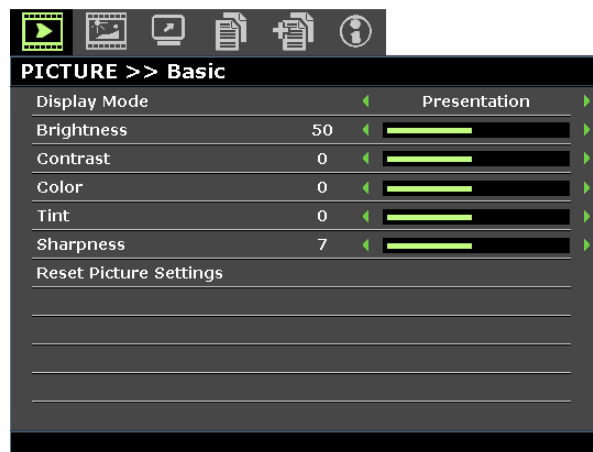 PICTURE >> Basic
Display Mode Presentation
Brightness 50
Contrast 0
Color 0
Tint 0
Sharpness 7
Reset Picture Settings